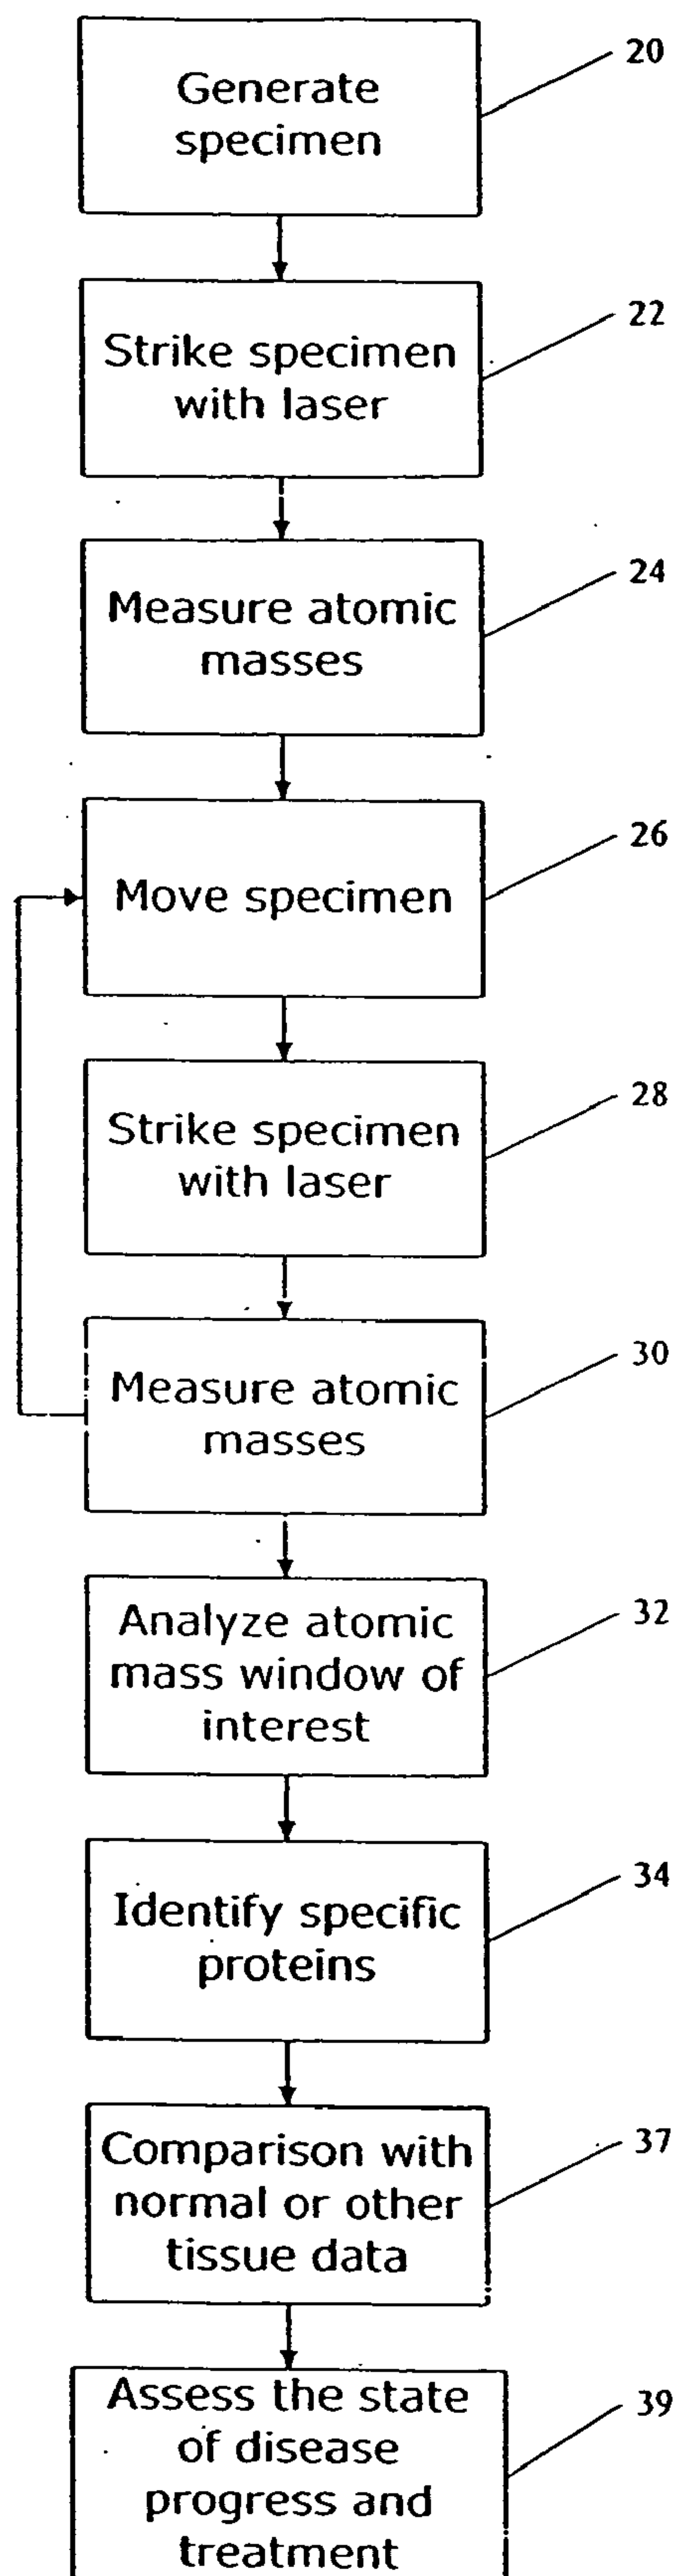 Generate
specimen
20
Strike specimen
with laser
22
Measure atomic
masses
24
Move specimen
26
Strike specimen
with laser
28
Measure atomic
masses
30
Analyze atomic
mass window of
interest
32
Identify specific
proteins
34
Comparison with
normal or other
tissue data
37
Assess the state
of disease
progress and
treatment
39